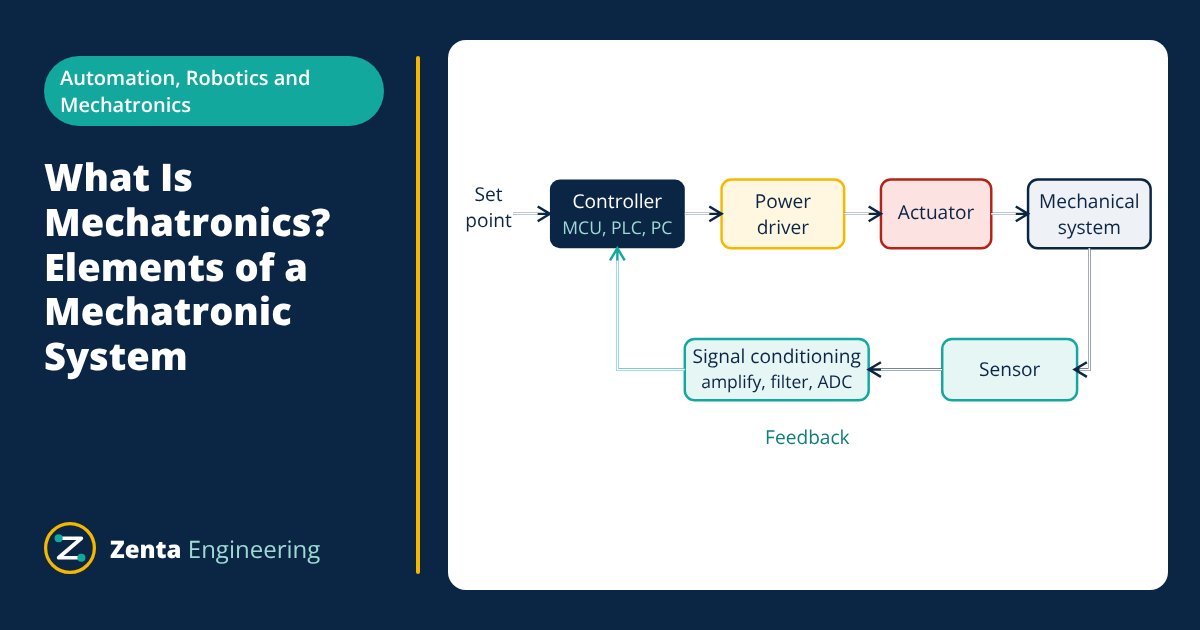 Automation, Robotics and
Mechatronics
What Is
Mechatronics?
Elements of a
Mechatronic
System
Zenta Engineering
Set
point
Controller
MCU, PLC, PC
Power
driver
Actuator
Mechanical
system
Signal conditioning
amplify, filter, ADC
Sensor
Feedback